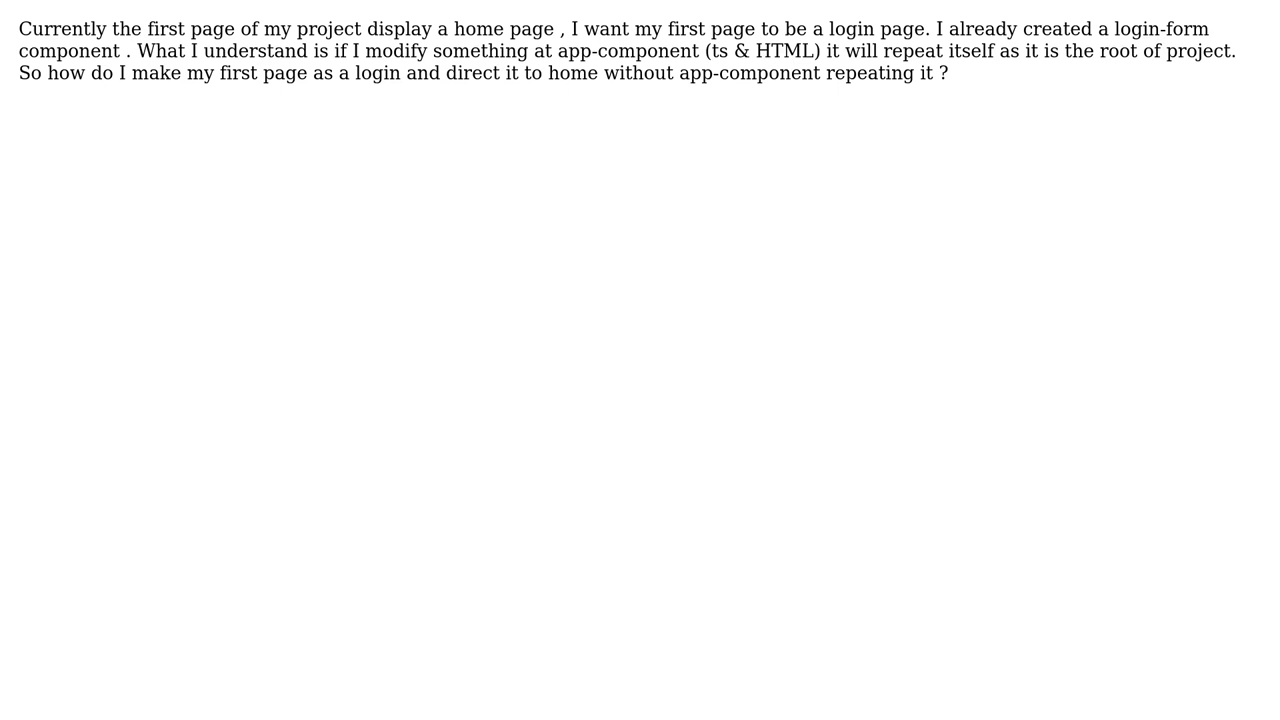 Currently the first page of my project display a home page , I want my first page to be a login page. I already created a login-form
component . What I understand is if I modify something at app-component (ts & HTML) it will repeat itself as it is the root of project.
So how do I make my first page as a login and direct it to home without app-component repeating it ?